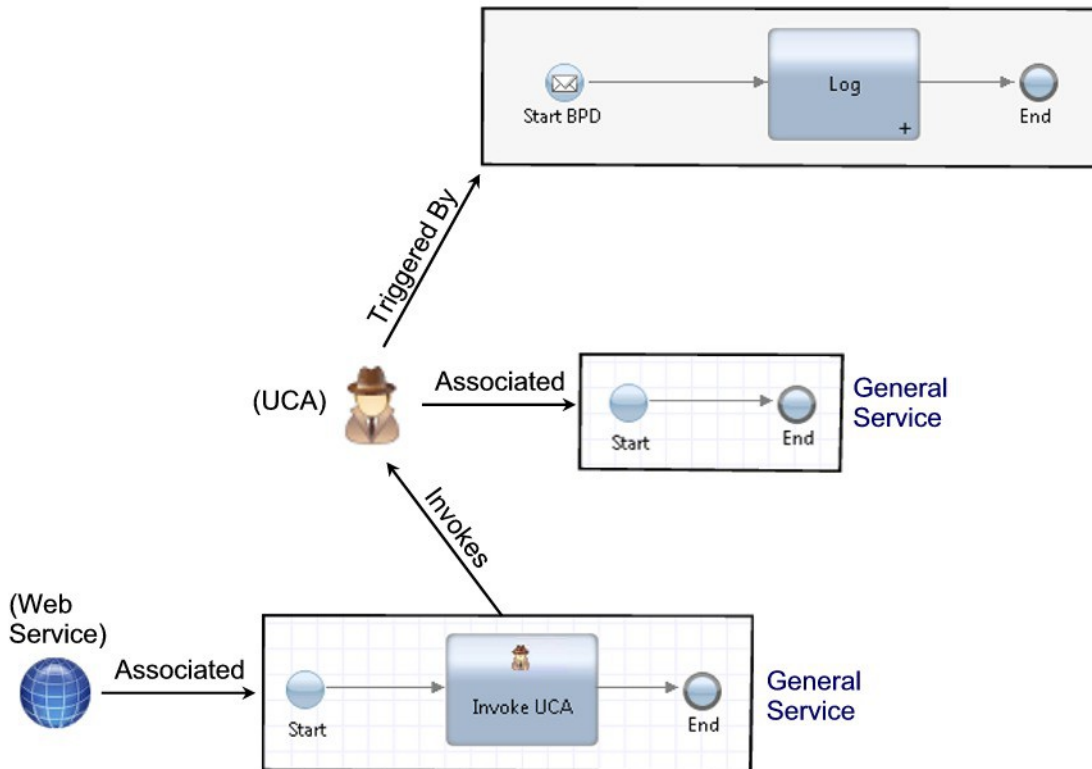 Log
Start BPD
End
Triggered By
(UCA)
Associated
Start
End
General
Service
Invokes
(Web
Service)
Associated
Start
Invoke UCA
End
General
Service